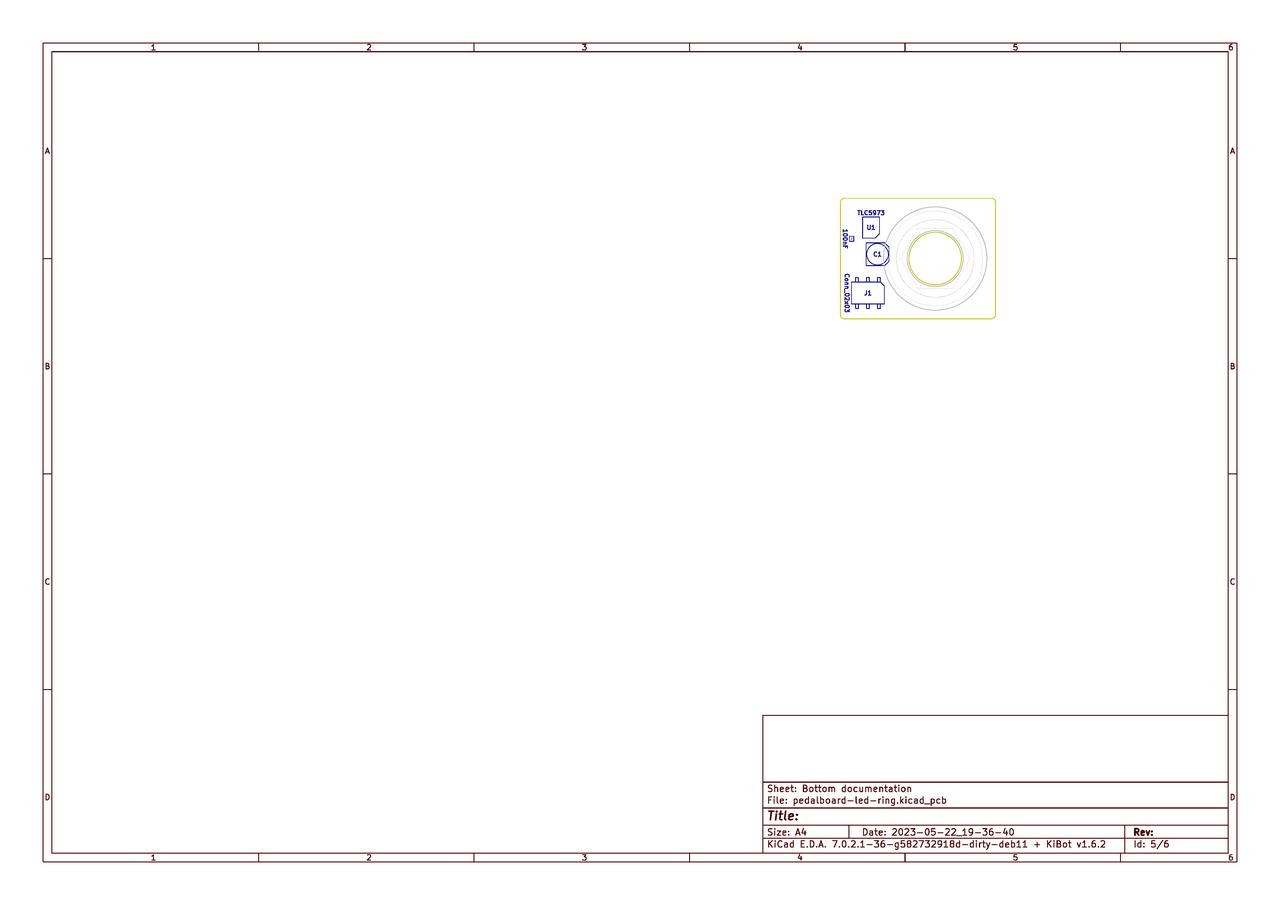 1 2 3 4 5 6
A A
TLC5973
U1
100nF
C1
Conn_02x03
J1
B B
C C
D D
Sheet: Bottom documentation
File: pedalboard-led-ring.kicad_pcb
Title:
Size: A4 Date: 2023-05-22_19-36-40 Rev:
KiCad E.D.A. 7.0.2.1-36-g582732918d-dirty-deb11 + KiBot v1.6.2 Id: 5/6
1 2 3 4 5 6